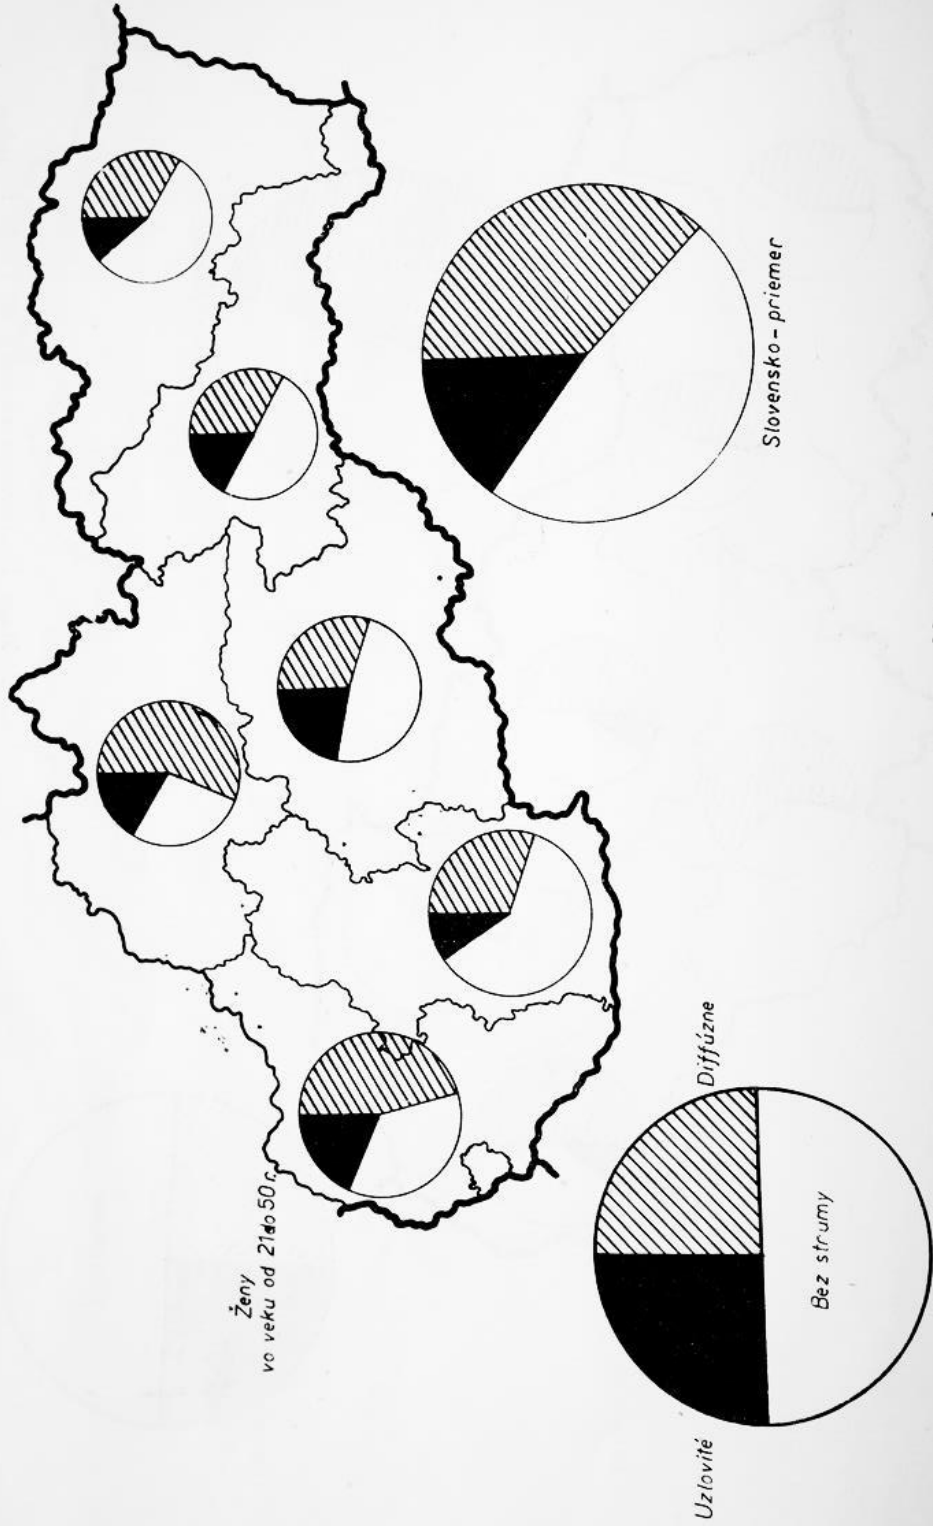 Ženy
vo veku od 21 do 50 r.
Slovensko - priemer
Uzlovité
Diffúzne
Bez strumy